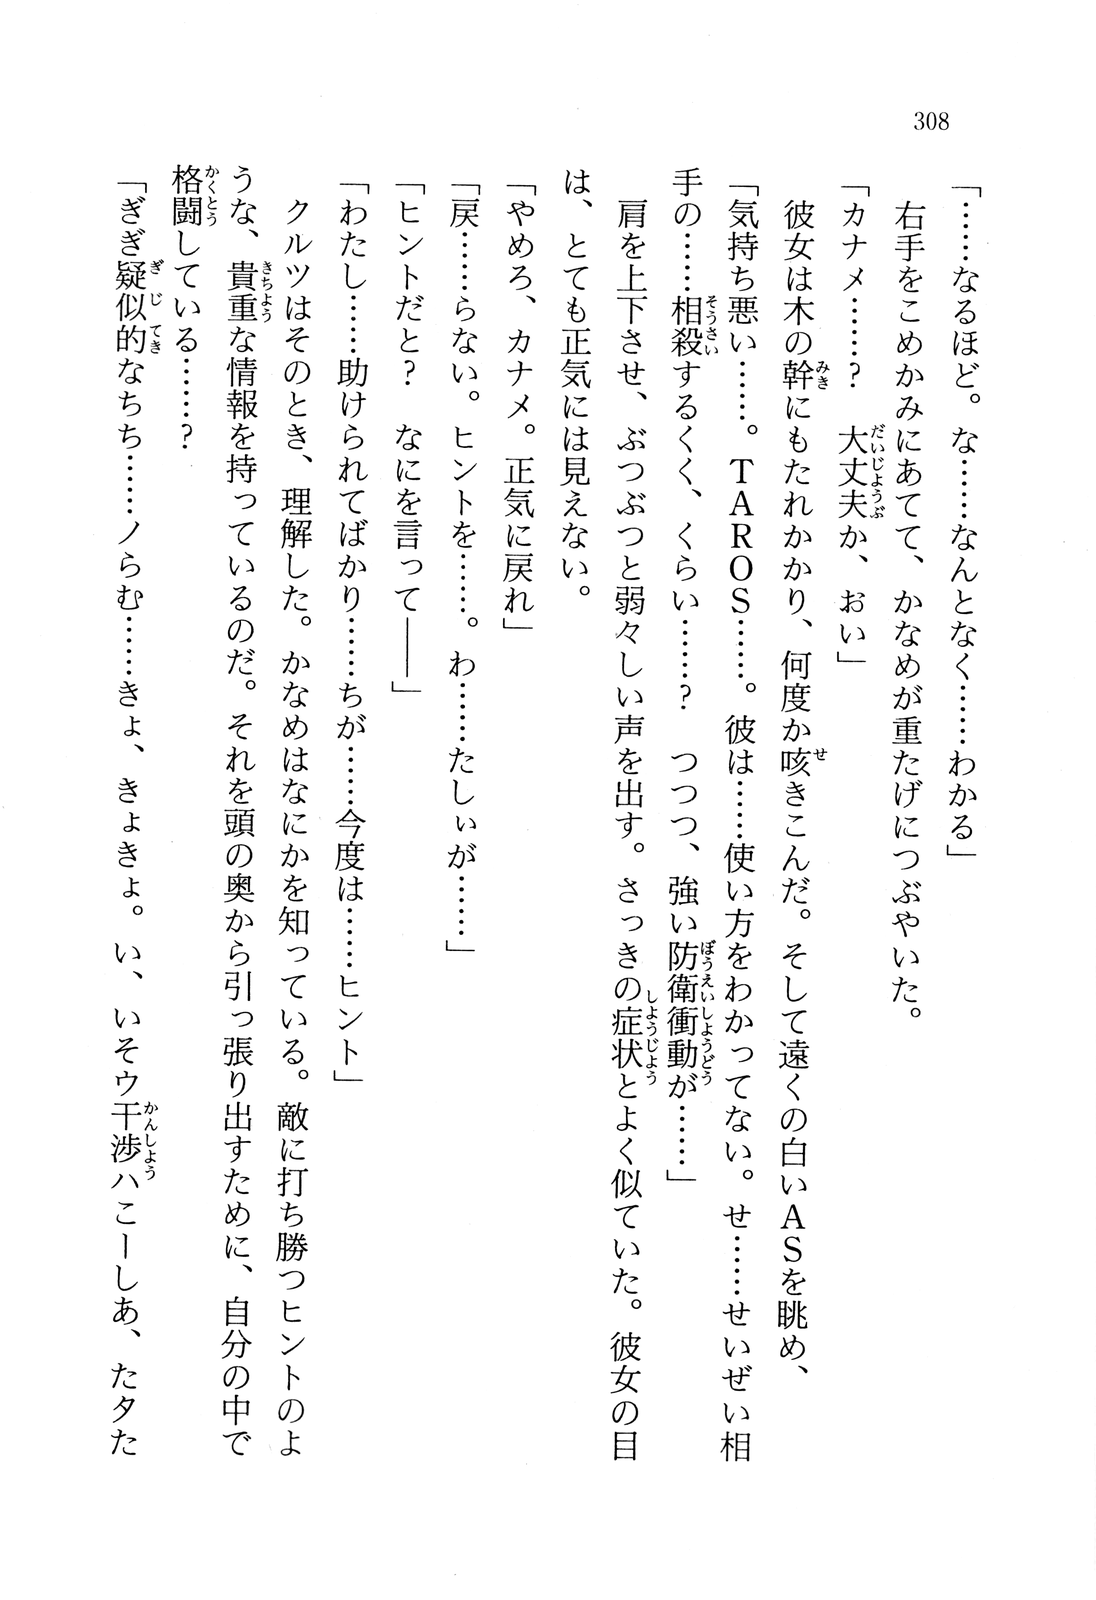 308
「……なるほど。な……なんとなく……わかる」
右手をこめかみにあてて、かなめが重たげにつぶやいた。
「カナメ……？　大丈夫か、おい」
彼女は木の幹にもたれかかり、何度か咳きこんだ。そして遠くの白いＡＳを眺め、
「気持ち悪い……。ＴＡＲＯＳ……。彼は……使い方をわかってない。せ……せいぜい相
手の……相殺するくく、くらい……？　つつつ、強い防衛衝動が……」
肩を上下させ、ぶつぶつと弱々しい声を出す。さっきの症状とよく似ていた。彼女の目
は、とても正気には見えない。
「やめろ、カナメ。正気に戻れ」
「戻……らない。ヒントを……。わ……たしぃが……」
「ヒントだと？　なにを言って――」
「わたし……助けられてばかり……ちが……今度は……ヒント」
クルツはそのとき、理解した。かなめはなにかを知っている。敵に打ち勝つヒントのよ
うな、貴重な情報を持っているのだ。それを頭の奥から引っ張り出すために、自分の中で
格闘している……？
「ぎぎ疑似的なちち……ノらむ……きょ、きょきょ。い、いそウ干渉ハこーしあ、たタた